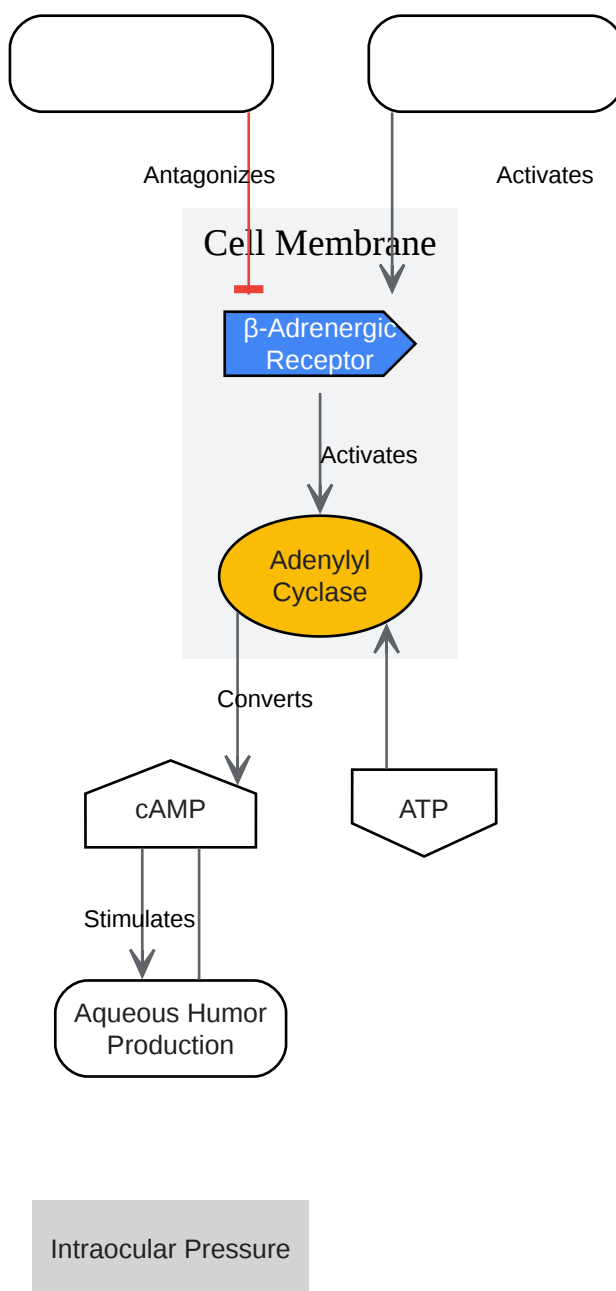 Antagonizes
Activates
Cell Membrane
β-Adrenergic
Receptor
Activates
Adenylyl
Cyclase
Converts
cAMP
ATP
Stimulates
Aqueous Humor
Production
Intraocular Pressure